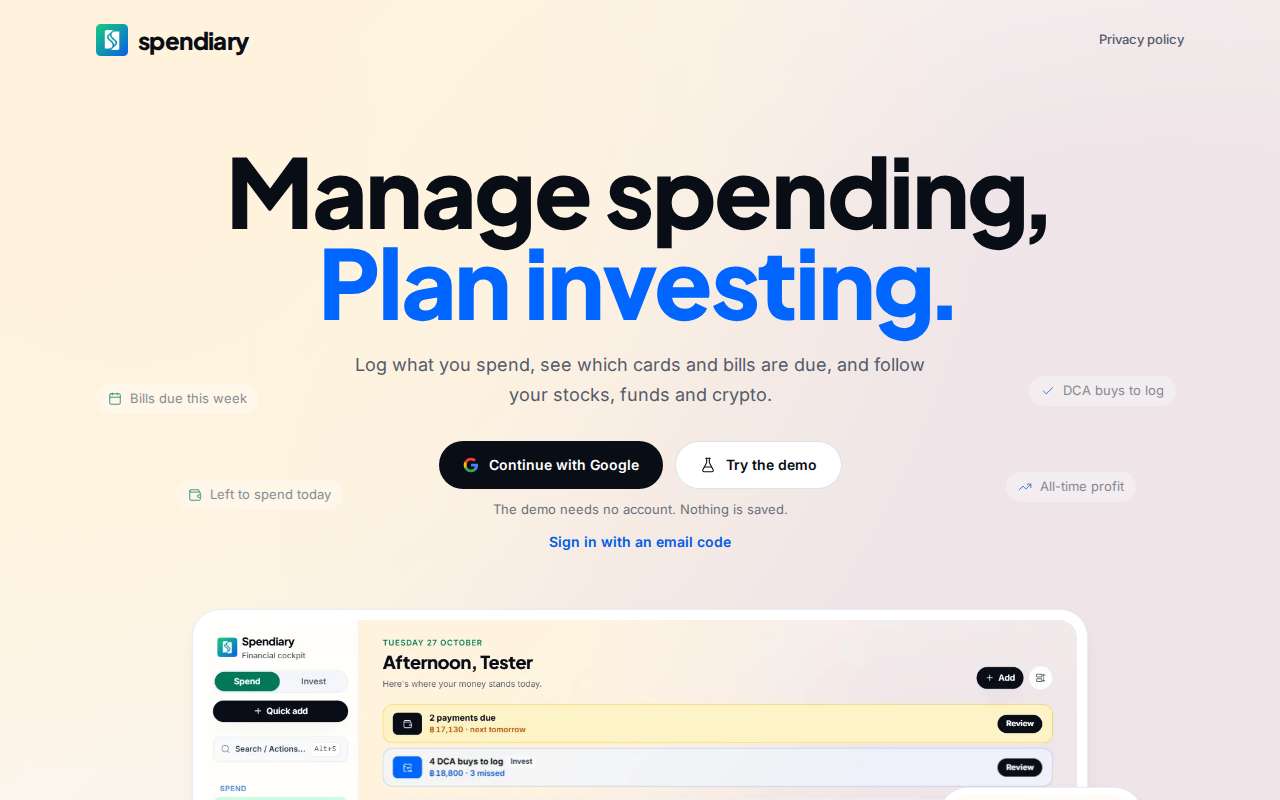 spendiary
Privacy policy
Manage spending,
Plan investing.
Log what you spend, see which cards and bills are due, and follow
your stocks, funds and crypto.
Bills due this week
DCA buys to log
Continue with Google
Try the demo
Left to spend today
All-time profit
The demo needs no account. Nothing is saved.
Sign in with an email code
Spendiary
Financial cockpit
Spend
Invest
+ Quick add
Search / Actions...
Alt+S
SPEND
TUESDAY 27 OCTOBER
Afternoon, Tester
Here's where your money stands today.
+ Add
2 payments due
฿17,130 · next tomorrow
Review
4 DCA buys to log Invest
฿18,800 · 3 missed
Review